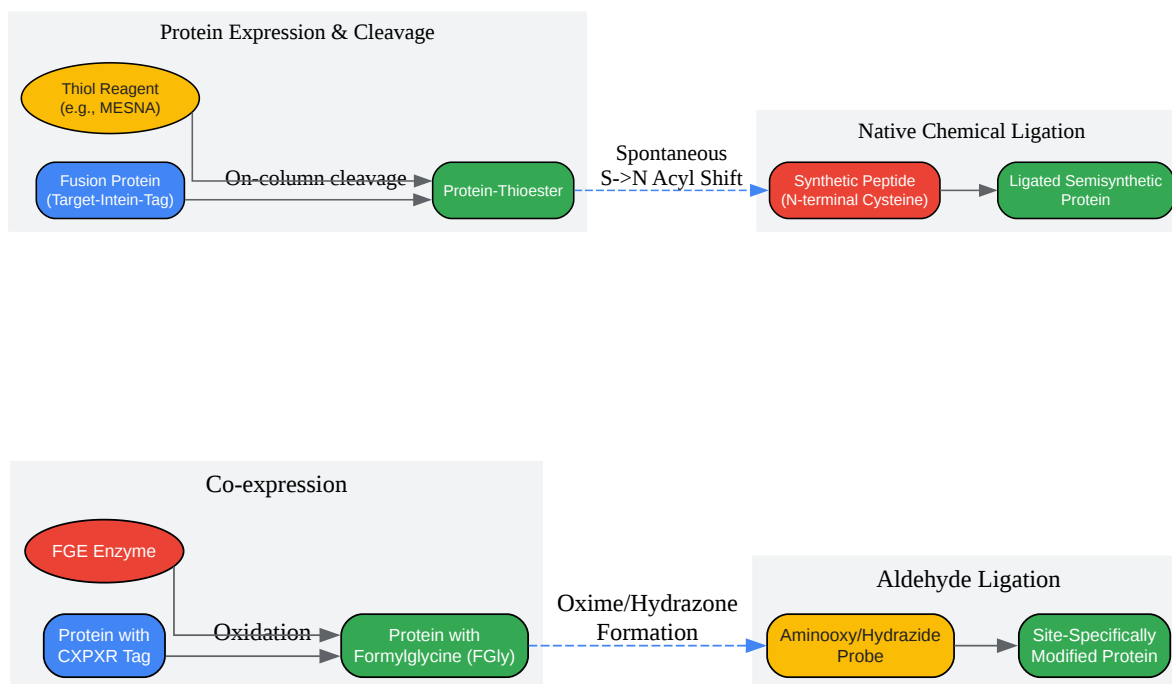 Protein Expression & Cleavage
Thiol Reagent
(e.g., MESNA)
Fusion Protein
(Target-Intein-Tag)
On-column cleavage
Protein-Thioester
Spontaneous
S->N Acyl Shift
Native Chemical Ligation
Synthetic Peptide
(N-terminal Cysteine)
Ligated Semisynthetic
Protein
Co-expression
FGE Enzyme
Protein with
CXPXR Tag
Oxidation
Protein with
Formylglycine (FGly)
Oxime/Hydrazone
Formation
Aldehyde Ligation
Aminooxy/Hydrazide
Probe
Site-Specifically
Modified Protein